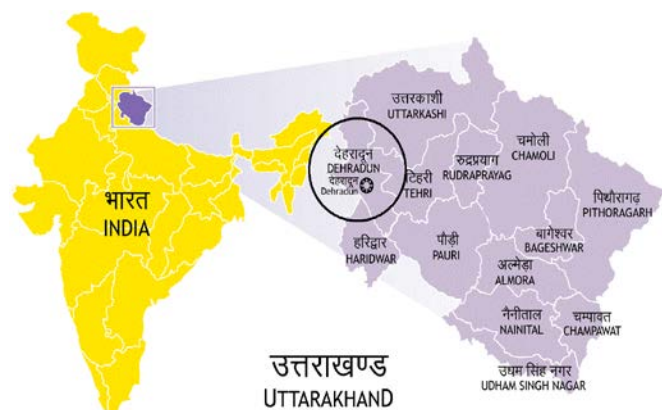 भारत
INDIA
उत्तरकाशी
UTTARKASHI
देहरादून
DEHRADUN
देहरादून
Dehradun
टिहरी
TEHRI
रुद्रप्रयाग
RUDRAPRAYAG
चमोली
CHAMOLI
पिथौरागढ़
PITHORAGARH
हरिद्वार
HARIDWAR
पौड़ी
PAURI
बागेश्वर
BAGESHWAR
अल्मोड़ा
ALMORA
नैनीताल
NAINITAL
चम्पावत
CHAMPAWAT
उधम सिंह नगर
UDHAM SINGH NAGAR
उत्तराखण्ड
UTTARAKHAND